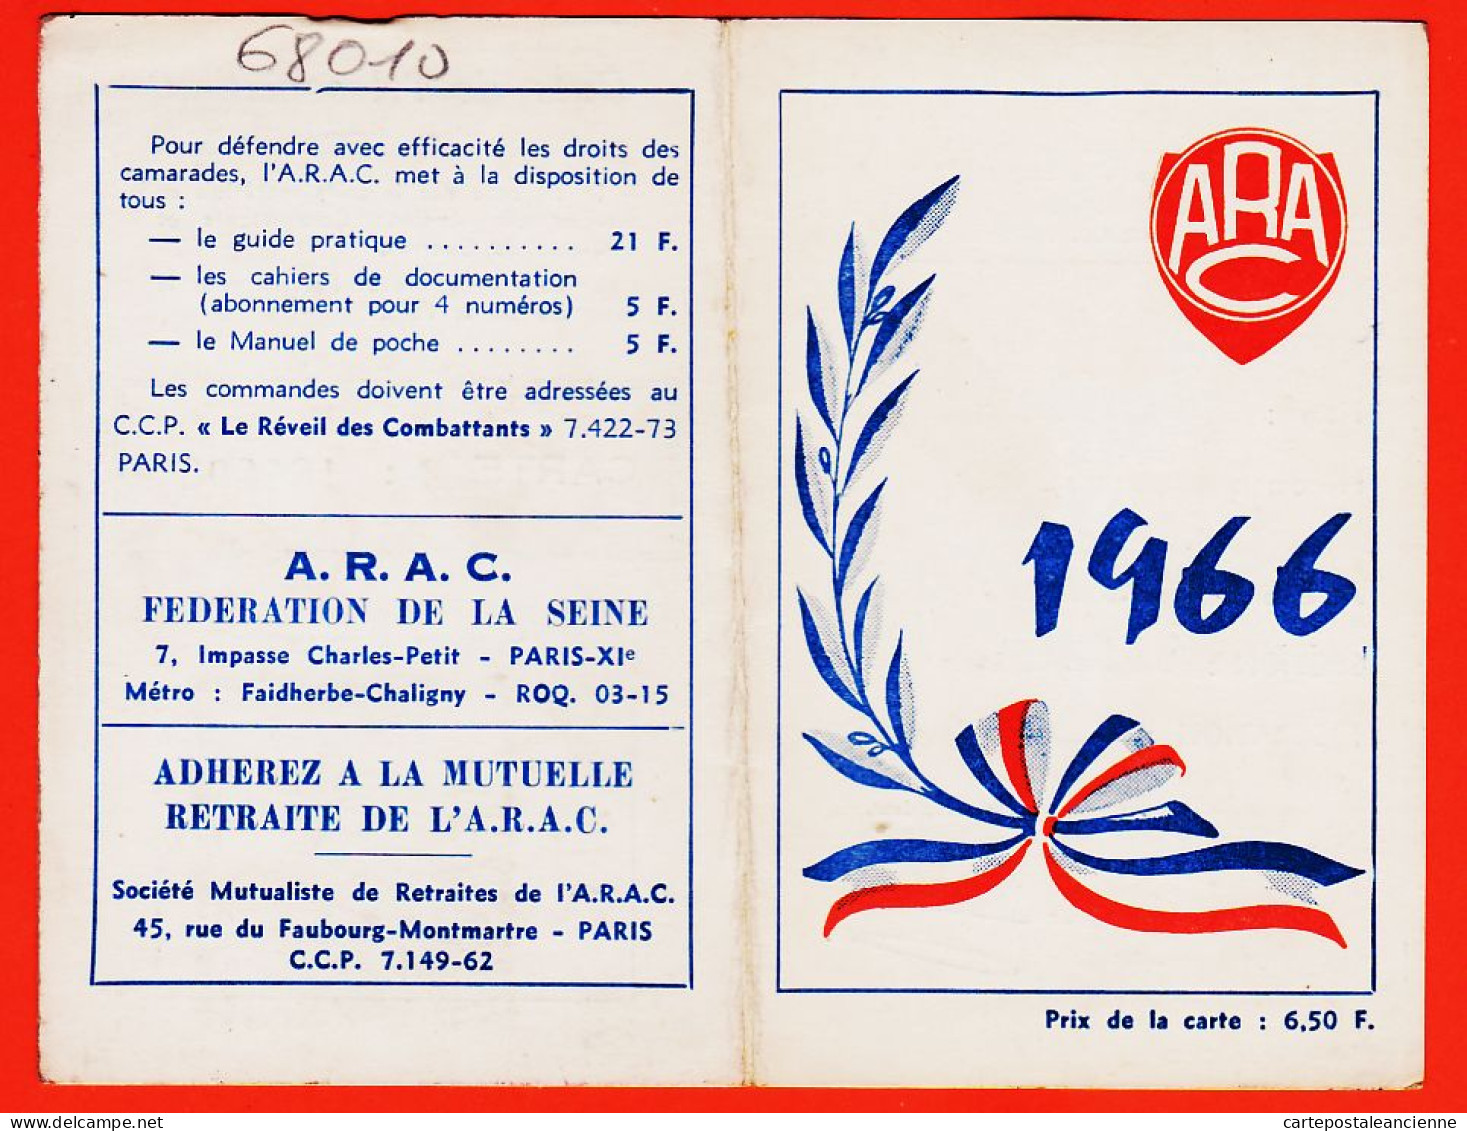 68010
Pour défendre avec efficacité les droits des
camarades, l'A.R.A.C. met à la disposition de
tous :
— le guide pratique .......... 21 F.
— les cahiers de documentation
(abonnement pour 4 numéros) 5 F.
— le Manuel de poche ........ 5 F.
Les commandes doivent être adressées au
C.C.P. « Le Réveil des Combattants » 7.422-73
PARIS.
A. R. A. C.
FEDERATION DE LA SEINE
7, Impasse Charles-Petit - PARIS-XIe
Métro : Faidherbe-Chaligny - ROQ. 03-15
ADHEREZ A LA MUTUELLE
RETRAITE DE L'A.R.A.C.
Société Mutualiste de Retraites de l'A.R.A.C.
45, rue du Faubourg-Montmartre - PARIS
C.C.P. 7.149-62
ARA
C
1966
Prix de la carte : 6,50 F.
cartepostaleancienne